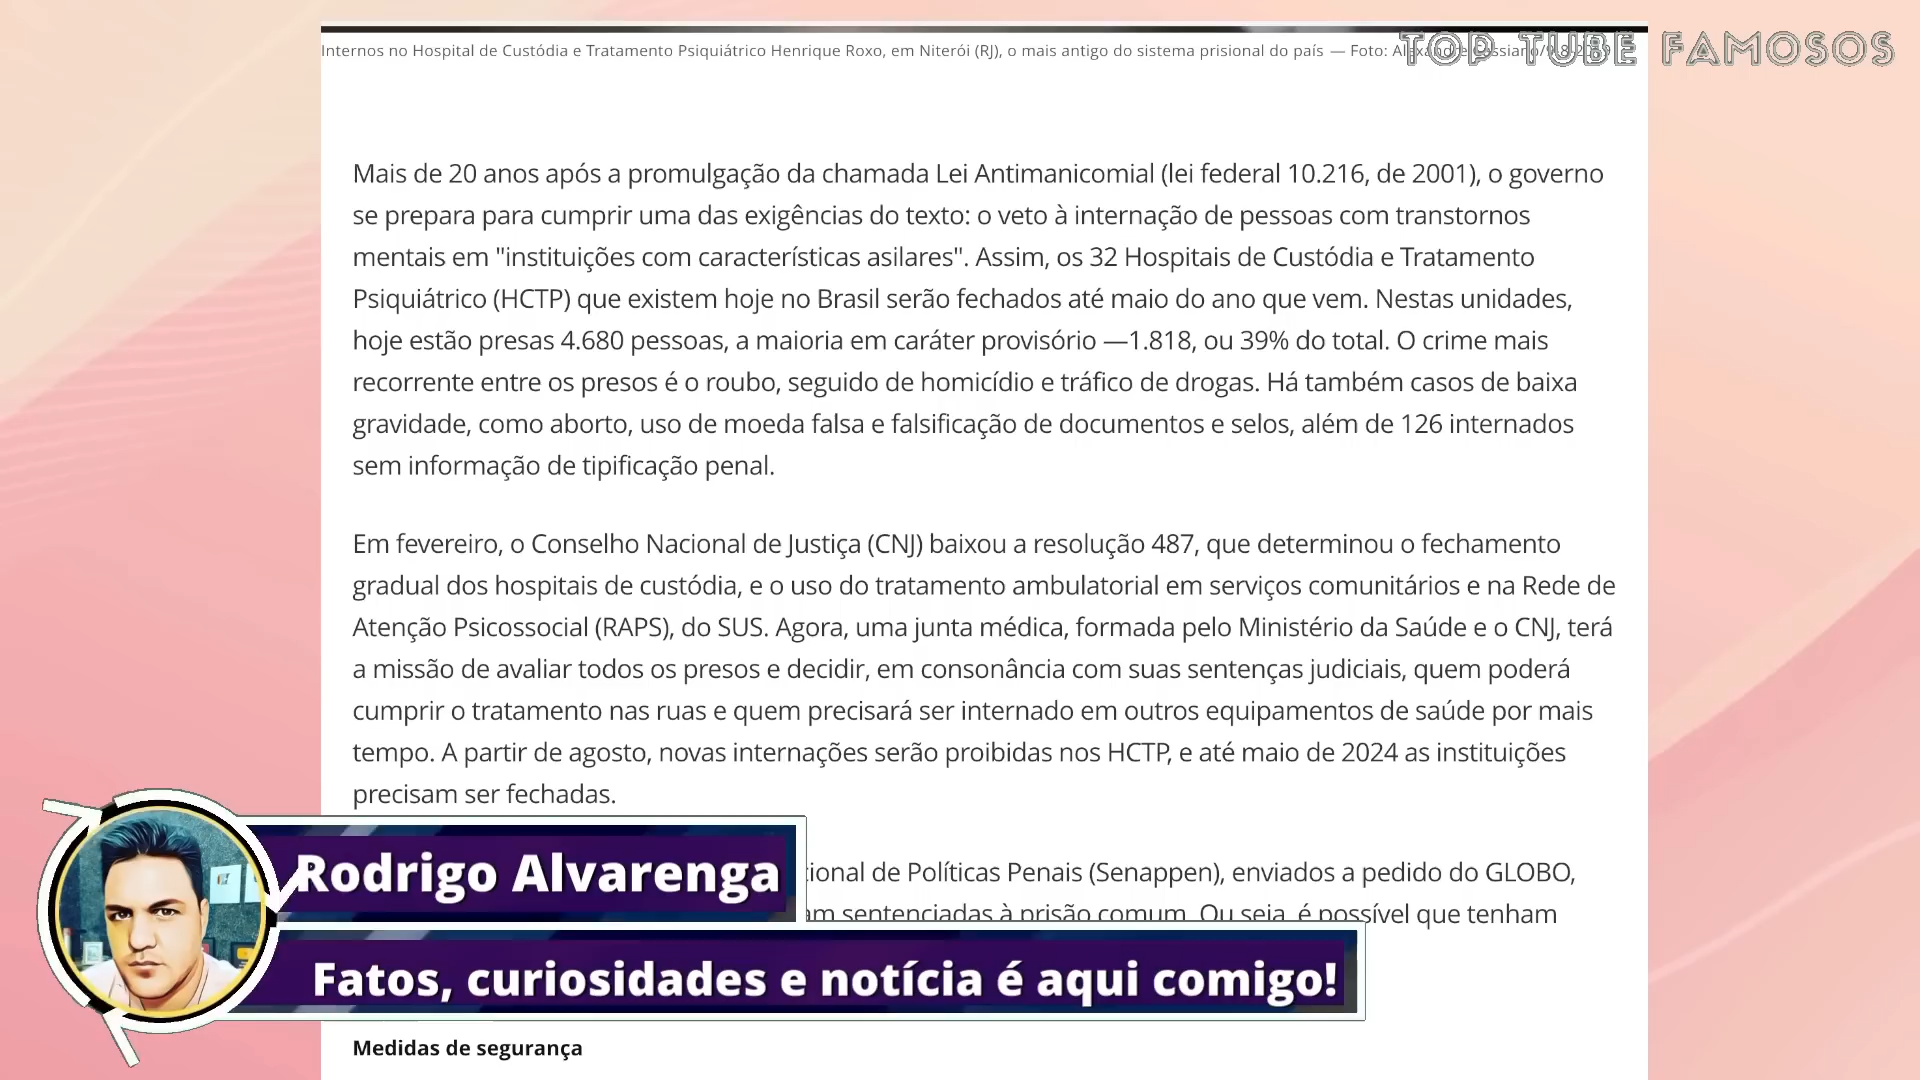 Internos no Hospital de Custódia e Tratamento Psiquiátrico Henrique Roxo, em Niterói (RJ), o mais antigo do sistema prisional do país — Foto: Alexandre Cassiano/
TOP TUBE FAMOSOS
Mais de 20 anos após a promulgação da chamada Lei Antimanicomial (lei federal 10.216, de 2001), o governo
se prepara para cumprir uma das exigências do texto: o veto à internação de pessoas com transtornos
mentais em "instituições com características asilares". Assim, os 32 Hospitais de Custódia e Tratamento
Psiquiátrico (HCTP) que existem hoje no Brasil serão fechados até maio do ano que vem. Nestas unidades,
hoje estão presas 4.680 pessoas, a maioria em caráter provisório —1.818, ou 39% do total. O crime mais
recorrente entre os presos é o roubo, seguido de homicídio e tráfico de drogas. Há também casos de baixa
gravidade, como aborto, uso de moeda falsa e falsificação de documentos e selos, além de 126 internados
sem informação de tipificação penal.
Em fevereiro, o Conselho Nacional de Justiça (CNJ) baixou a resolução 487, que determinou o fechamento
gradual dos hospitais de custódia, e o uso do tratamento ambulatorial em serviços comunitários e na Rede de
Atenção Psicossocial (RAPS), do SUS. Agora, uma junta médica, formada pelo Ministério da Saúde e o CNJ, terá
a missão de avaliar todos os presos e decidir, em consonância com suas sentenças judiciais, quem poderá
cumprir o tratamento nas ruas e quem precisará ser internado em outros equipamentos de saúde por mais
tempo. A partir de agosto, novas internações serão proibidas nos HCTP, e até maio de 2024 as instituições
precisam ser fechadas.
Rodrigo Alvarenga
cional de Políticas Penais (Senappen), enviados a pedido do GLOBO,
am sentenciadas à prisão comum. Ou seja, é possível que tenham
Fatos, curiosidades e notícia é aqui comigo!
Medidas de segurança